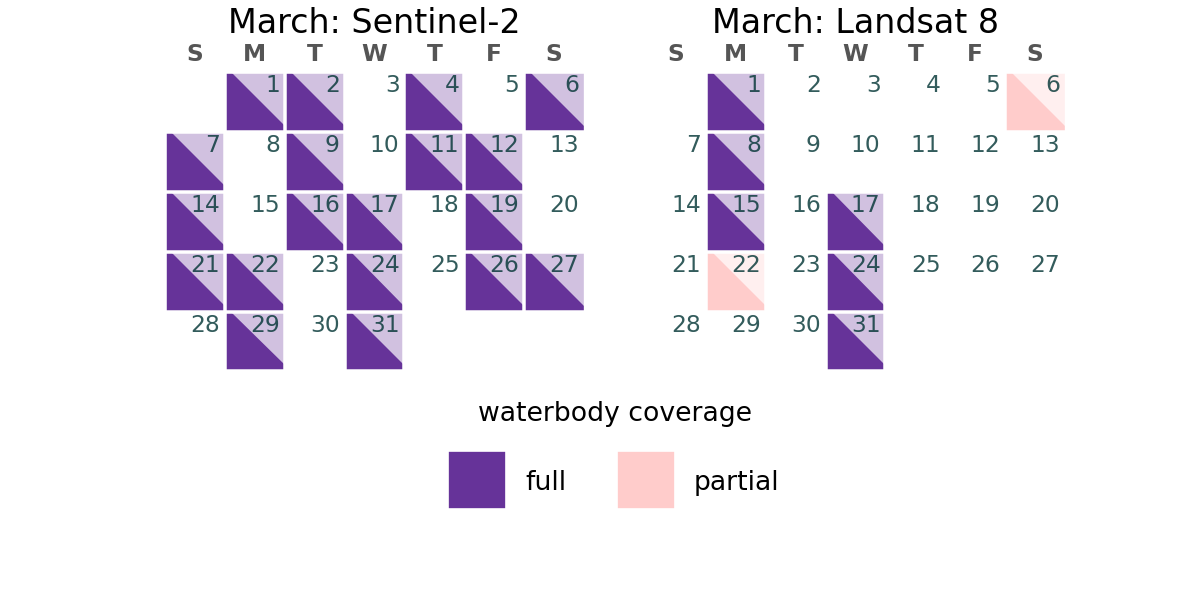 March: Sentinel-2
S M T W T F S
1 2 3 4 5 6
7 8 9 10 11 12 13
14 15 16 17 18 19 20
21 22 23 24 25 26 27
28 29 30 31
March: Landsat 8
S M T W T F S
1 2 3 4 5 6
7 8 9 10 11 12 13
14 15 16 17 18 19 20
21 22 23 24 25 26 27
28 29 30 31
waterbody coverage
full
partial